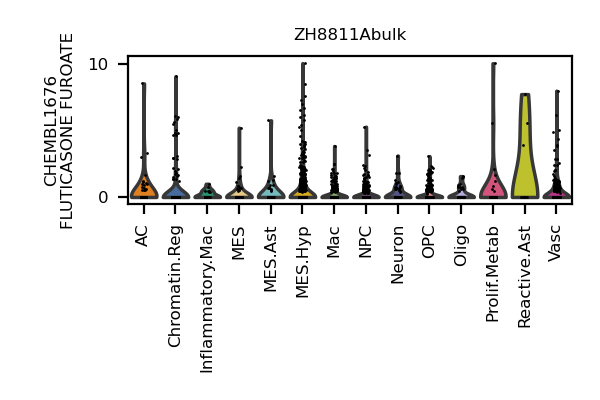 ZH8811Abulk
CHEMBL1676
FLUTICASONE FUROATE
10
0
AC
Chromatin.Reg
Inflammatory.Mac
MES
MES.Ast
MES.Hyp
Mac
NPC
Neuron
OPC
Oligo
Prolif.Metab
Reactive.Ast
Vasc